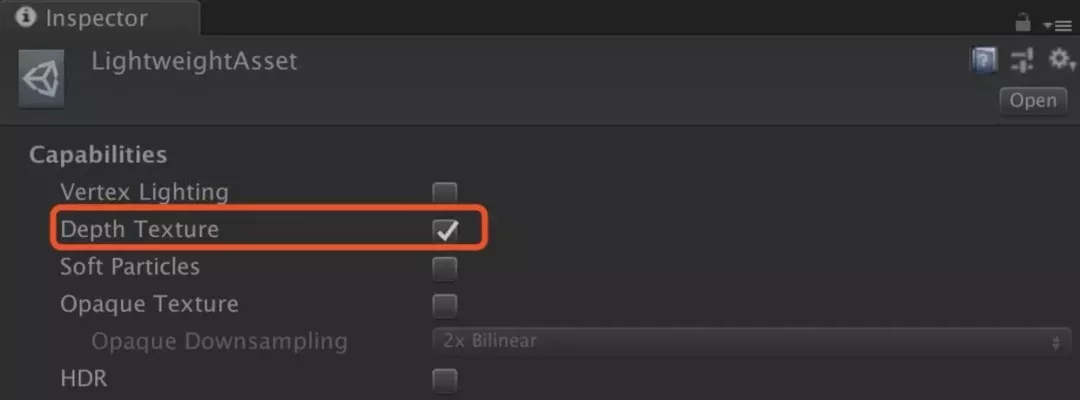 Inspector
LightweightAsset
Open
Capabilities
Vertex Lighting
Depth Texture
Soft Particles
Opaque Texture
Opaque Downsampling 2x Bilinear
HDR